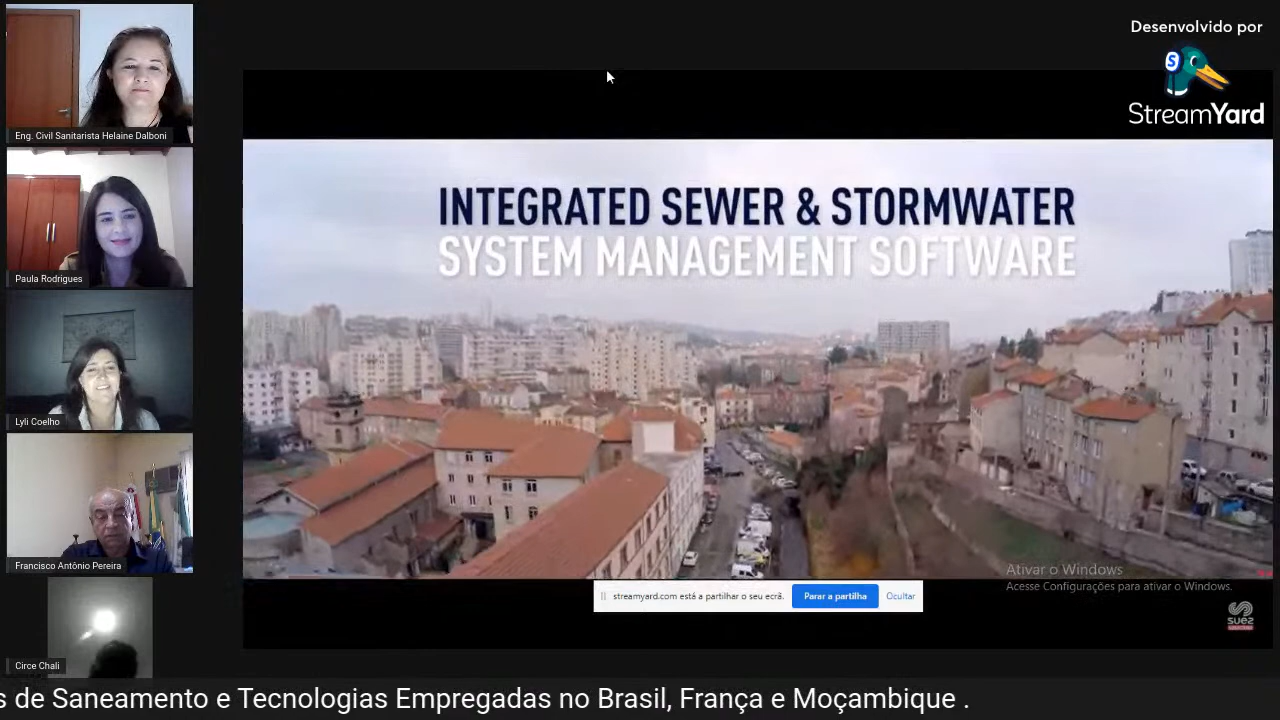 Desenvolvido por
StreamYard
Eng. Civil Sanitarista Helaine Dalboni
Paula Rodrigues
Lyli Coelho
Francisco Antônio Pereira
Circe Chali
INTEGRATED SEWER & STORMWATER
SYSTEM MANAGEMENT SOFTWARE
Ativar o Windows
Acesse Configurações para ativar o Windows.
streamyard.com está a partilhar o seu ecrã.
Parar a partilha
Ocultar
suez
s de Saneamento e Tecnologias Empregadas no Brasil, França e Moçambique .